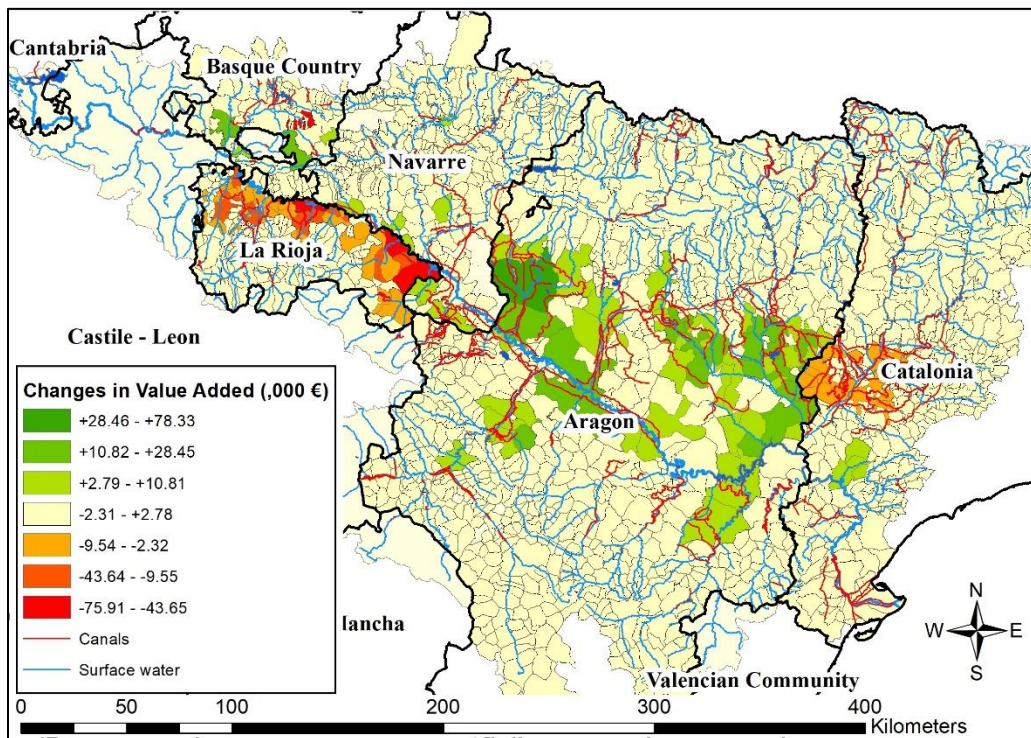 Cantabria
Basque Country
Navarre
La Rioja
Castile - Leon
Catalonia
Aragon
Changes in Value Added (,000 €)
+28.46 - +78.33
+10.82 - +28.45
+2.79 - +10.81
-2.31 - +2.78
-9.54 - -2.32
-43.64 - -9.55
-75.91 - -43.65
Canals
Surface water
lancha
Valencian Community
N
W E
S
0 25 50 100 200 300 400
Kilometers